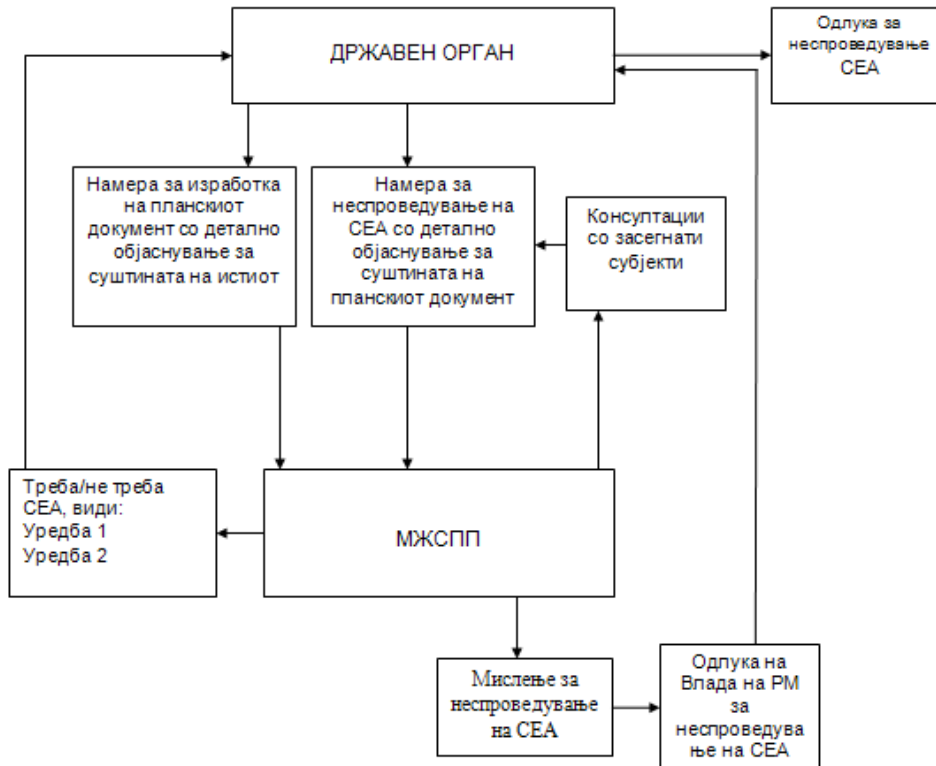 ДРЖАВЕН ОРГАН
Одлука за
неспроведување
СЕА
Намера за изработка
на планскиот
документ со детално
објаснување за
суштината на истиот
Намера за
неспроведување на
СЕА со детално
објаснување за
суштината на
планскиот документ
Консултации
со засегнати
субјекти
Треба/не треба
СЕА, види:
Уредба 1
Уредба 2
МЖСПП
Мислење за
неспроведување
на СЕА
Одлука на
Влада на РМ
за
неспроведува
ње на СЕА